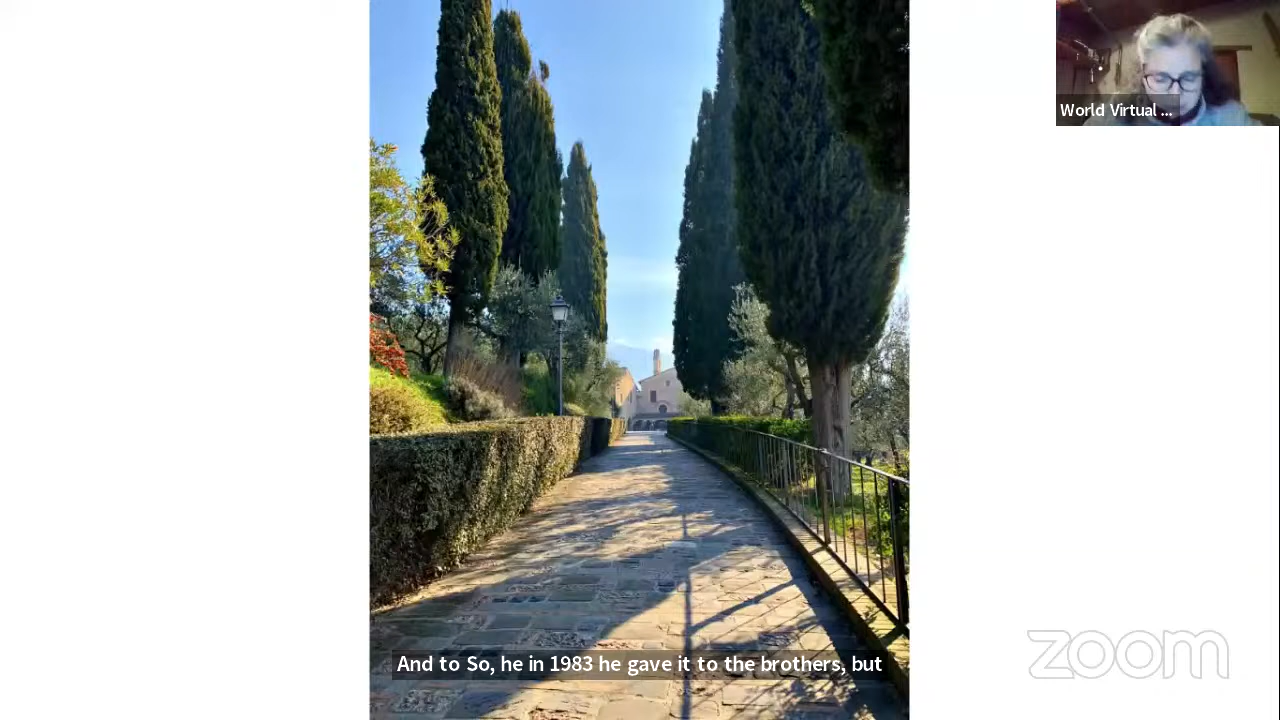 World Virtual ...
And to So, he in 1983 he gave it to the brothers, but
zoom